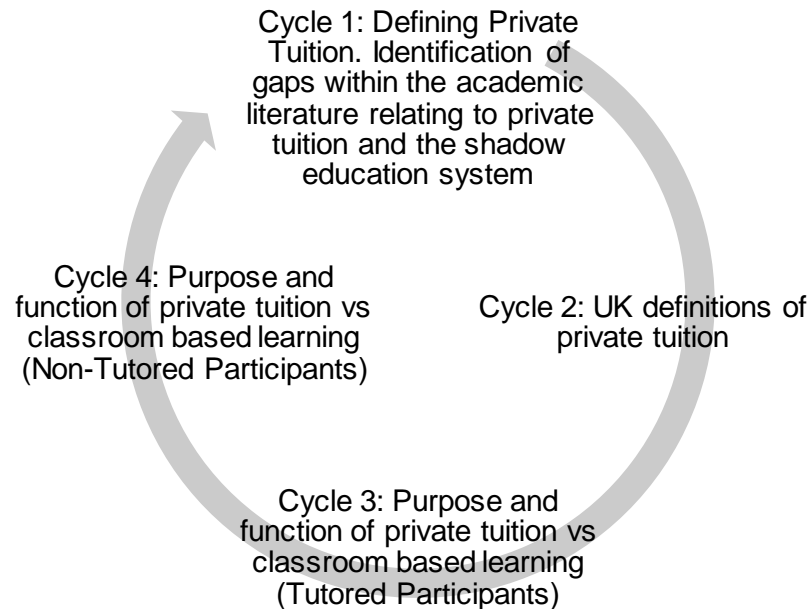 Cycle 1: Defining Private
Tuition. Identification of
gaps within the academic
literature relating to private
tuition and the shadow
education system
Cycle 2: UK definitions of
private tuition
Cycle 3: Purpose and
function of private tuition vs
classroom based learning
(Tutored Participants)
Cycle 4: Purpose and
function of private tuition vs
classroom based learning
(Non-Tutored Participants)